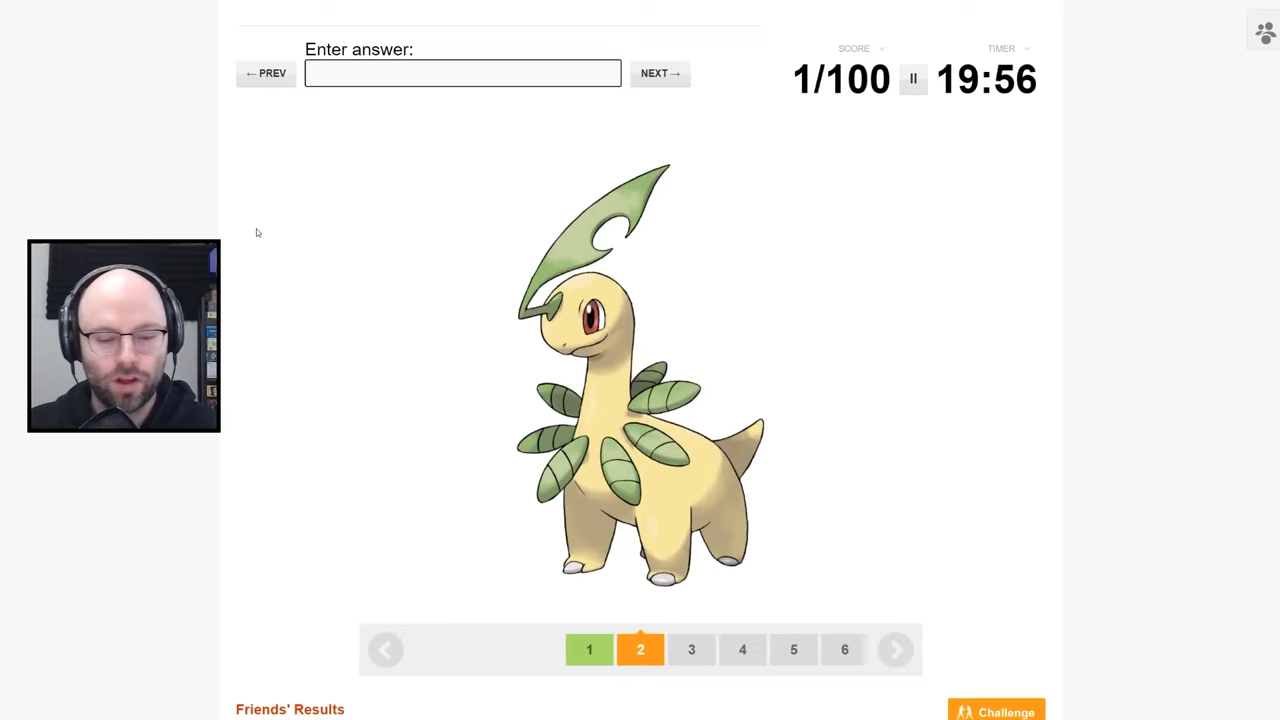 Enter answer:
← PREV
NEXT →
SCORE
1/100
TIMER
19:56
1 2 3 4 5 6
Friends' Results
Challenge